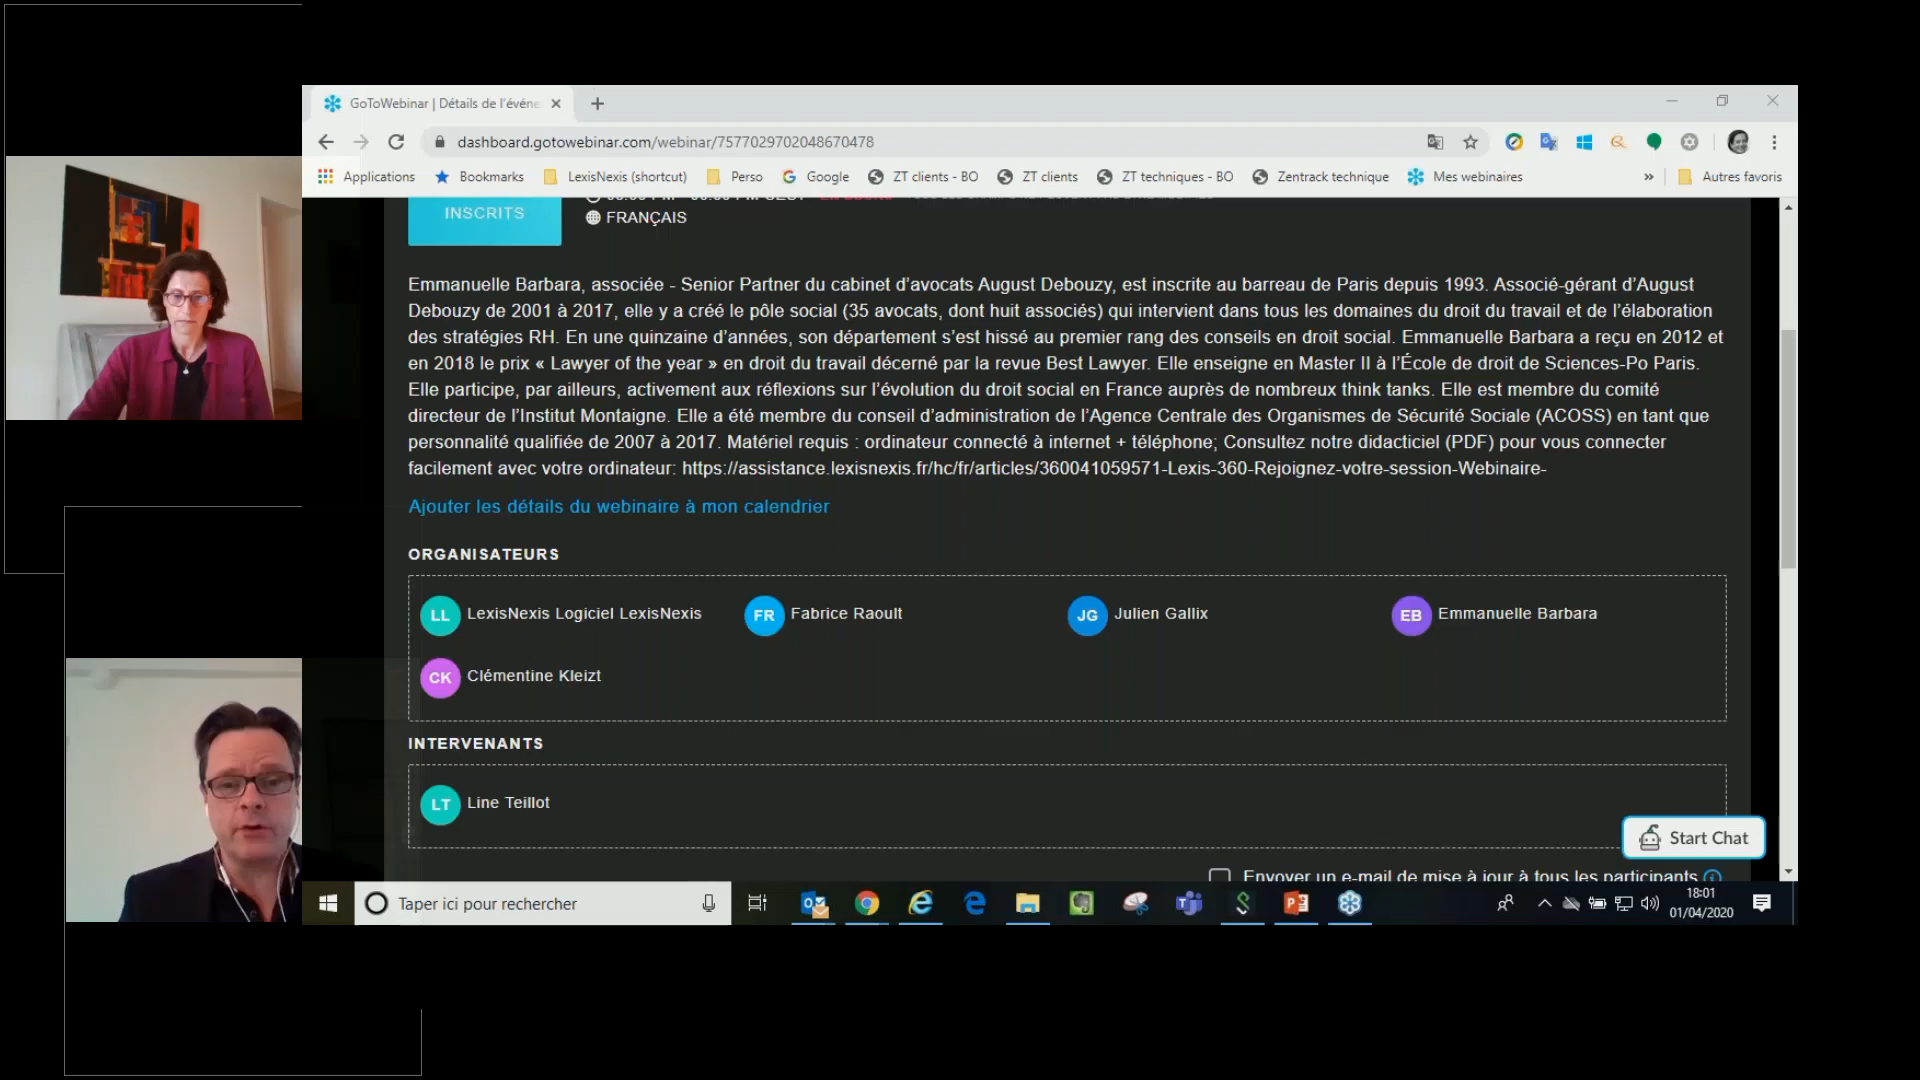 GoToWebinar | Détails de l'événe
dashboard.gotowebinar.com/webinar/7577029702048670478
Applications Bookmarks LexisNexis (shortcut) Perso Google ZT clients - BO ZT clients ZT techniques - BO Zentrack technique Mes webinaires » Autres favoris
INSCRITS
FRANÇAIS
Emmanuelle Barbara, associée - Senior Partner du cabinet d'avocats August Debouzy, est inscrite au barreau de Paris depuis 1993. Associé-gérant d'August
Debouzy de 2001 à 2017, elle y a créé le pôle social (35 avocats, dont huit associés) qui intervient dans tous les domaines du droit du travail et de l'élaboration
des stratégies RH. En une quinzaine d'années, son département s'est hissé au premier rang des conseils en droit social. Emmanuelle Barbara a reçu en 2012 et
en 2018 le prix « Lawyer of the year » en droit du travail décerné par la revue Best Lawyer. Elle enseigne en Master II à l'École de droit de Sciences-Po Paris.
Elle participe, par ailleurs, activement aux réflexions sur l'évolution du droit social en France auprès de nombreux think tanks. Elle est membre du comité
directeur de l'Institut Montaigne. Elle a été membre du conseil d'administration de l'Agence Centrale des Organismes de Sécurité Sociale (ACOSS) en tant que
personnalité qualifiée de 2007 à 2017. Matériel requis : ordinateur connecté à internet + téléphone; Consultez notre didacticiel (PDF) pour vous connecter
facilement avec votre ordinateur: https://assistance.lexisnexis.fr/hc/fr/articles/360041059571-Lexis-360-Rejoignez-votre-session-Webinaire-
Ajouter les détails du webinaire à mon calendrier
ORGANISATEURS
LL LexisNexis Logiciel LexisNexis FR Fabrice Raoult JG Julien Gallix EB Emmanuelle Barbara
CK Clémentine Kleizt
INTERVENANTS
LT Line Teillot
Start Chat
Envoyer un e-mail de mise à jour à tous les participants
Taper ici pour rechercher
18:01
01/04/2020